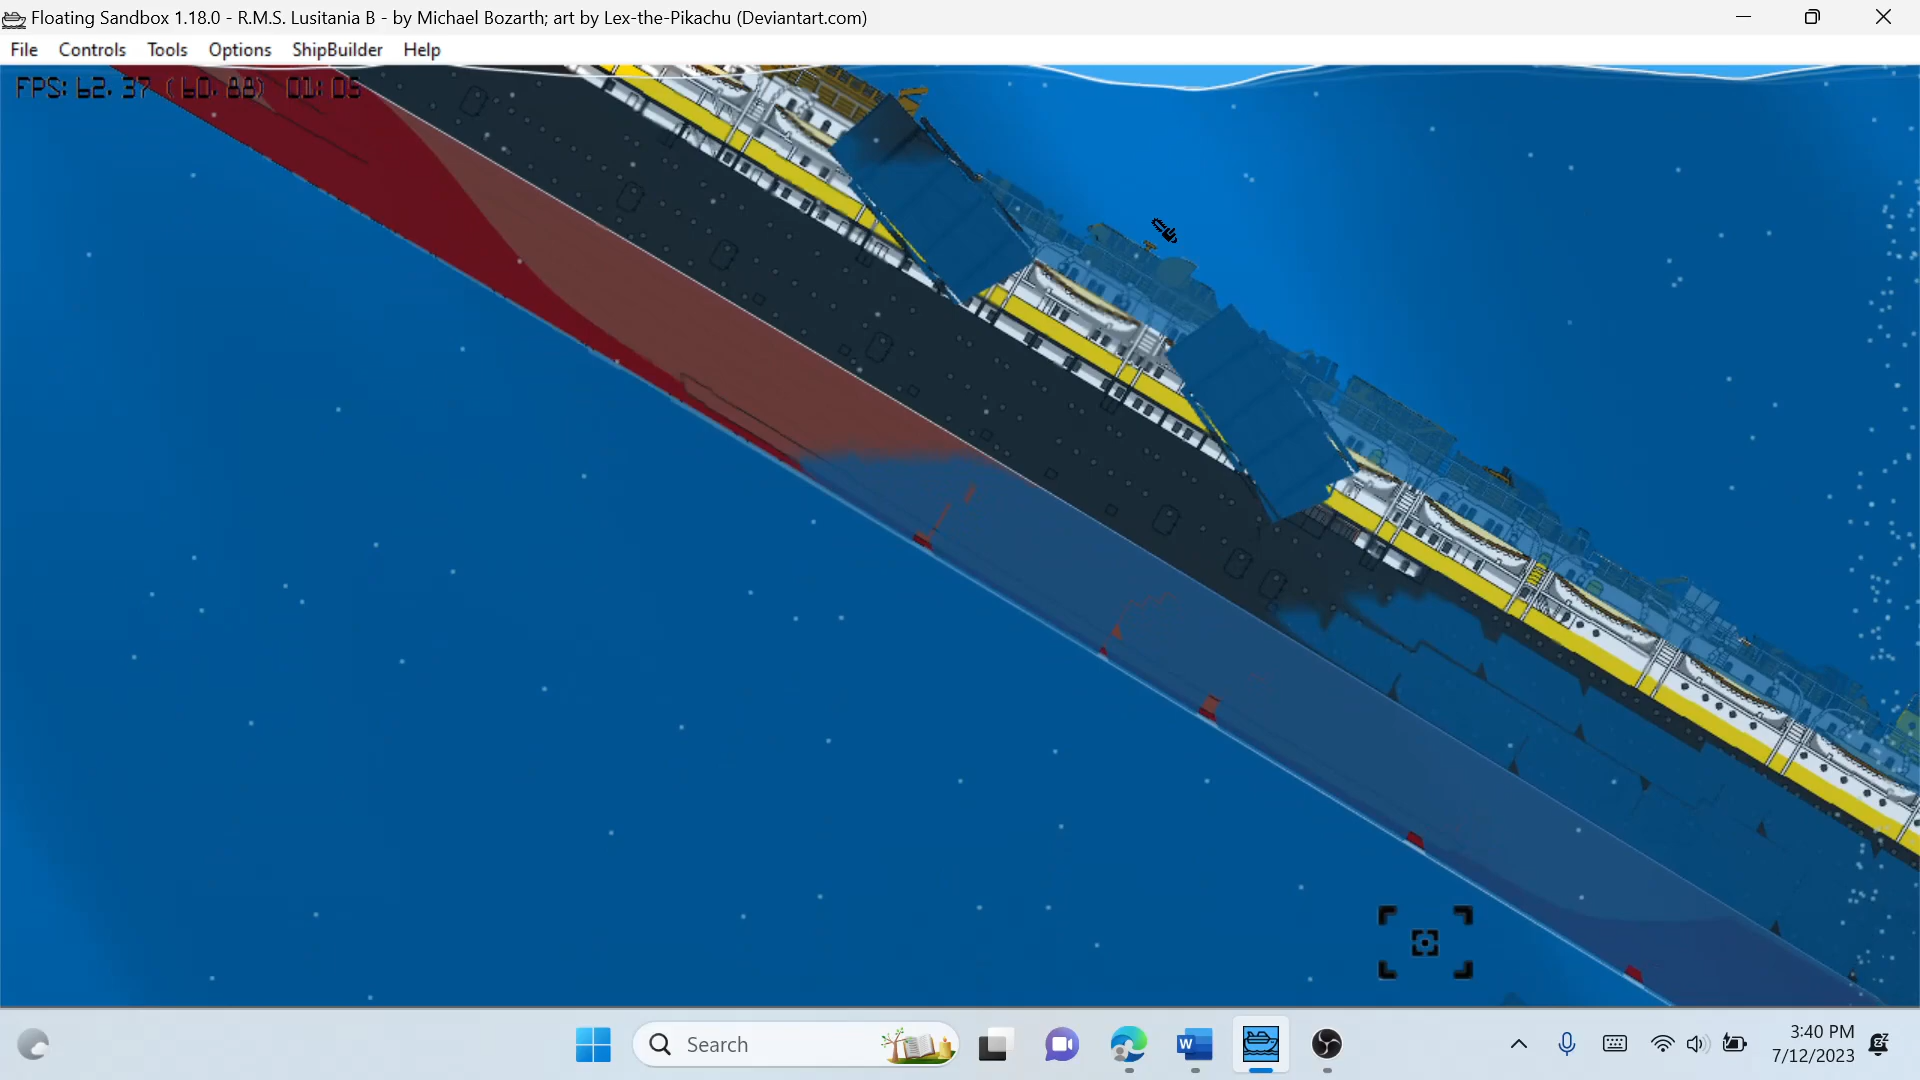 Floating Sandbox 1.18.0 - R.M.S. Lusitania B - by Michael Bozarth; art by Lex-the-Pikachu (Deviantart.com)
File Controls Tools Options ShipBuilder Help
FPS: 62.37 (60.88) 01:05
Search
W
3:40 PM
7/12/2023